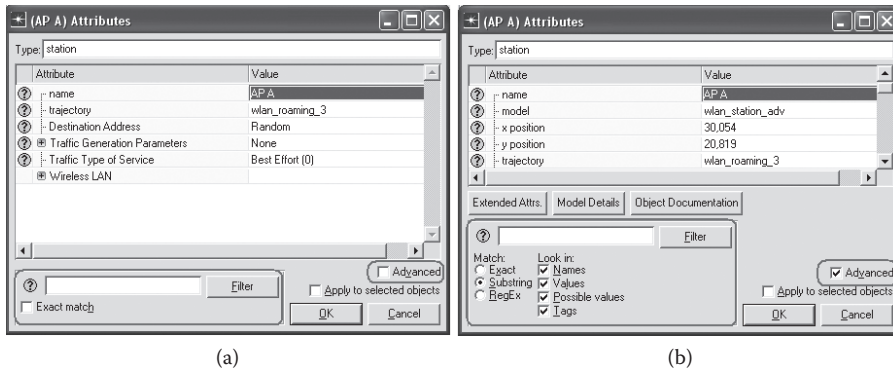 (AP A) Attributes
Type: station
Attribute Value
name AP A
trajectory wlan_roaming_3
Destination Address Random
Traffic Generation Parameters None
Traffic Type of Service Best Effort (0)
Wireless LAN
Advanced
Filter
Apply to selected objects
Exact match
OK Cancel
(a)
(AP A) Attributes
Type: station
Attribute Value
name AP A
model wlan_station_adv
x position 30,054
y position 20,819
trajectory wlan_roaming_3
Extended Attrs. Model Details Object Documentation
Filter
Match: Look in:
Exact Names
Substring Values
RegEx Possible values
Tags
Advanced
Apply to selected objects
OK Cancel
(b)